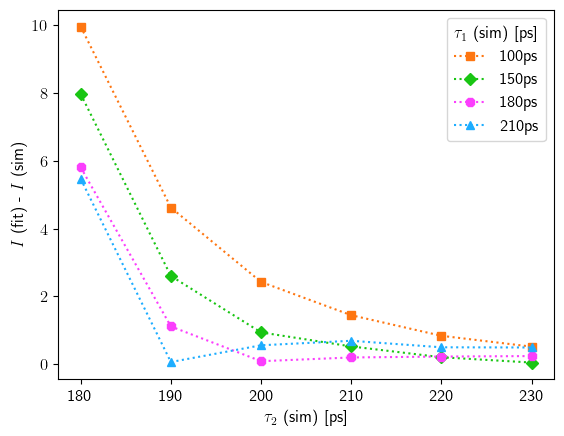 τ₁ (sim) [ps]
100ps
150ps
180ps
210ps
I (fit) - I (sim)
10
8
6
4
2
0
180 190 200 210 220 230
τ₂ (sim) [ps]